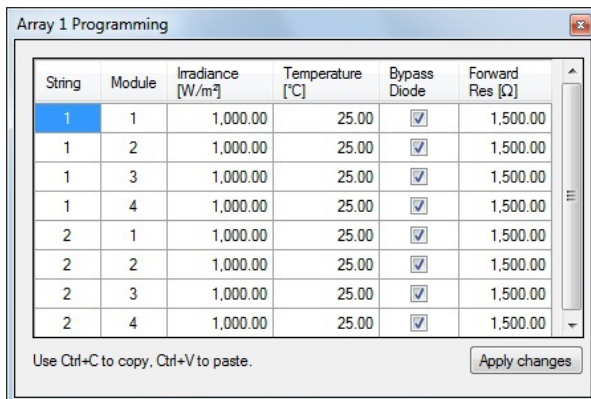 Array 1 Programming
String Module Irradiance [W/m²] Temperature [°C] Bypass Diode Forward Res [Ω]
1 1 1,000.00 25.00 1,500.00
1 2 1,000.00 25.00 1,500.00
1 3 1,000.00 25.00 1,500.00
1 4 1,000.00 25.00 1,500.00
2 1 1,000.00 25.00 1,500.00
2 2 1,000.00 25.00 1,500.00
2 3 1,000.00 25.00 1,500.00
2 4 1,000.00 25.00 1,500.00
Use Ctrl+C to copy, Ctrl+V to paste. Apply changes